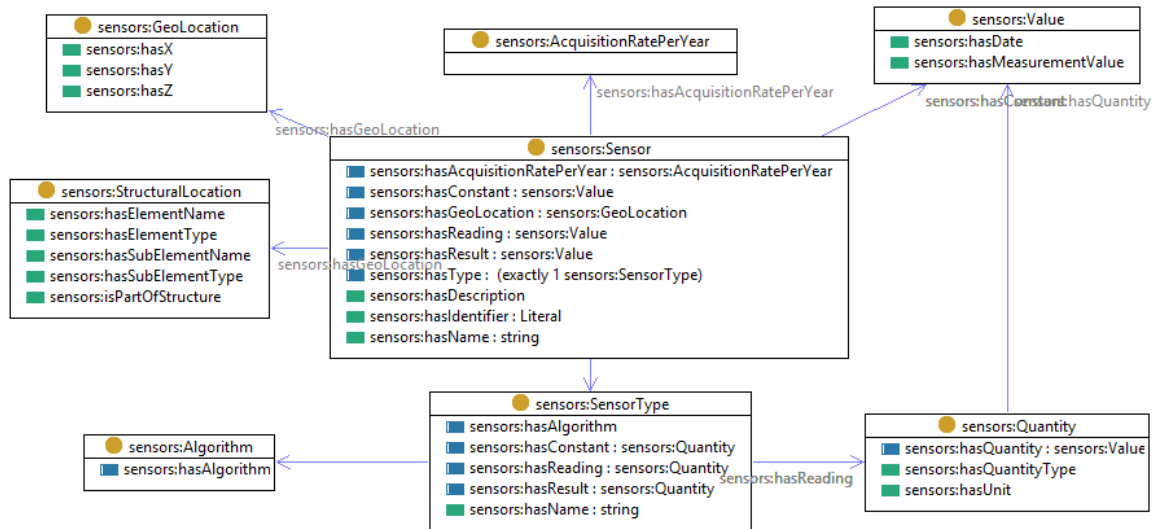 sensors:GeoLocation
sensors:hasX
sensors:hasY
sensors:hasZ
sensors:AcquisitionRatePerYear
sensors:Value
sensors:hasDate
sensors:hasMeasurementValue
sensors:hasAcquisitionRatePerYear
sensors:hasConstant
sensors:hasQuantity
sensors:hasGeoLocation
sensors:Sensor
sensors:hasAcquisitionRatePerYear : sensors:AcquisitionRatePerYear
sensors:hasConstant : sensors:Value
sensors:hasGeoLocation : sensors:GeoLocation
sensors:hasReading : sensors:Value
sensors:hasResult : sensors:Value
sensors:hasType : (exactly 1 sensors:SensorType)
sensors:hasDescription
sensors:hasIdentifier : Literal
sensors:hasName : string
sensors:StructuralLocation
sensors:hasElementName
sensors:hasElementType
sensors:hasSubElementName
sensors:hasSubElementType
sensors:isPartOfStructure
sensors:hasGeoLocation
sensors:SensorType
sensors:hasAlgorithm
sensors:hasConstant : sensors:Quantity
sensors:hasReading : sensors:Quantity
sensors:hasResult : sensors:Quantity
sensors:hasName : string
sensors:Algorithm
sensors:hasAlgorithm
sensors:hasReading
sensors:Quantity
sensors:hasQuantity : sensors:Value
sensors:hasQuantityType
sensors:hasUnit